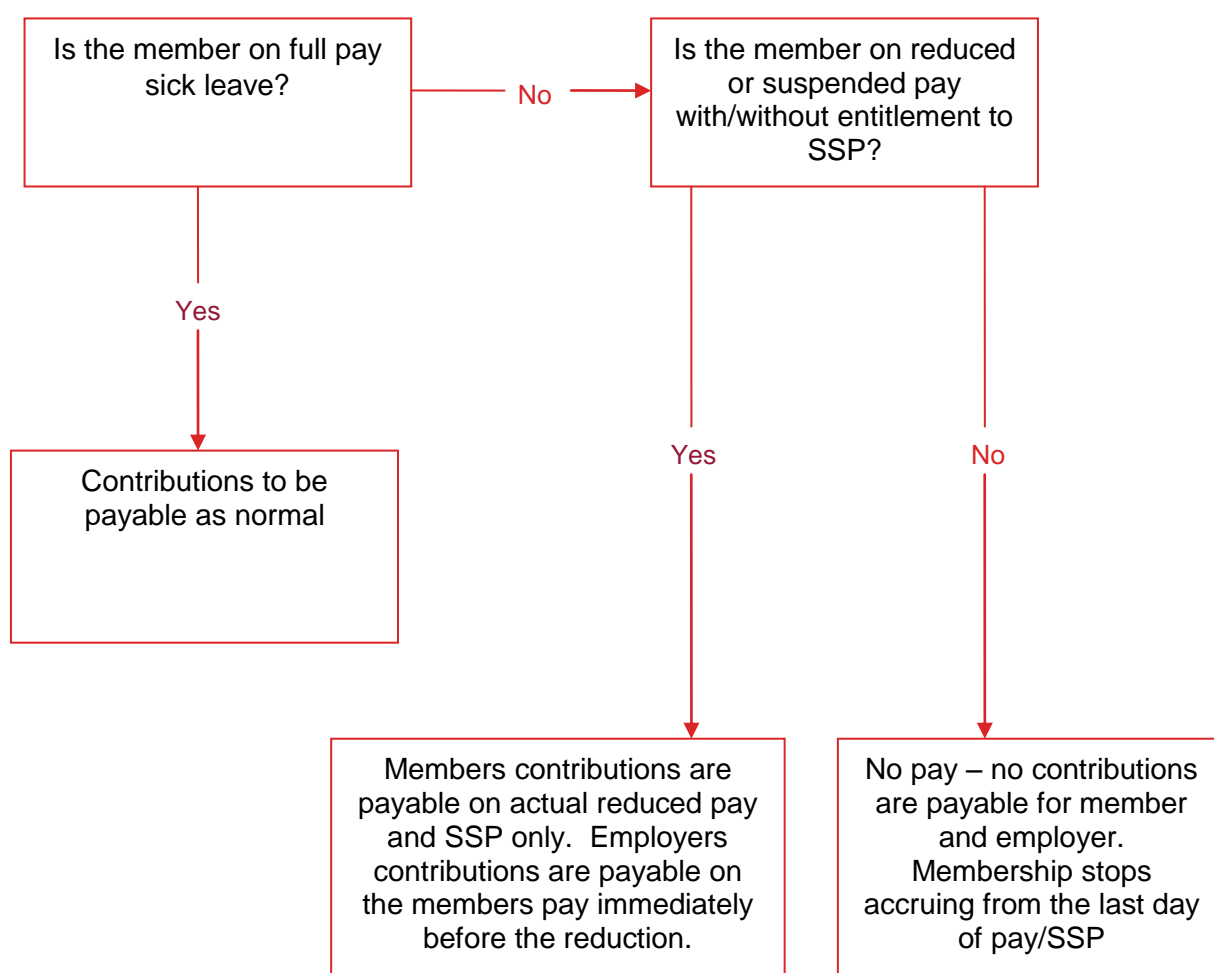 Is the member on full pay
sick leave?
No
Is the member on reduced
or suspended pay
with/without entitlement to
SSP?
Yes
Contributions to be
payable as normal
Yes
No
Members contributions are
payable on actual reduced pay
and SSP only.  Employers
contributions are payable on
the members pay immediately
before the reduction.
No pay – no contributions
are payable for member
and employer.
Membership stops
accruing from the last day
of pay/SSP